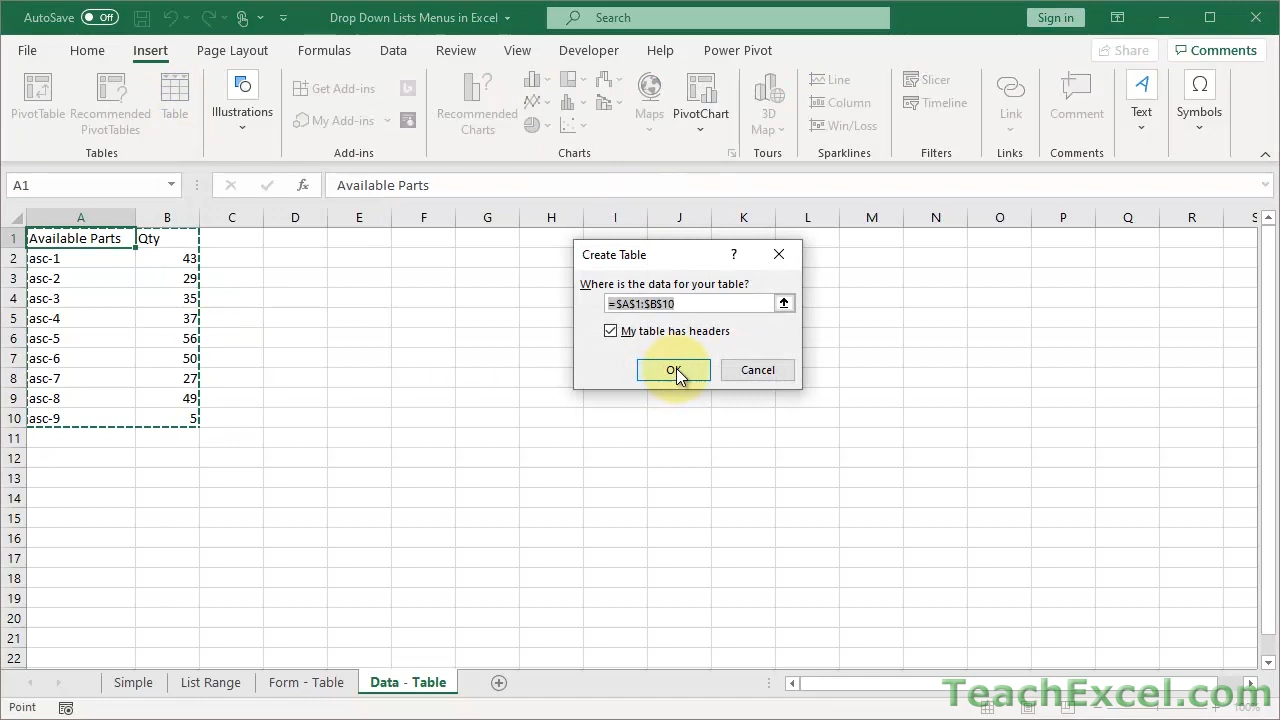 AutoSave Off Drop Down Lists Menus in Excel Search Sign in
File Home Insert Page Layout Formulas Data Review View Developer Help Power Pivot Share Comments
PivotTable Recommended PivotTables Table
Illustrations
Get Add-ins
My Add-ins
Recommended Charts
Maps PivotChart
3D Map
Line
Column
Win/Loss
Slicer
Timeline
Link
Comment
Text
Ω
Symbols
Tables Add-ins Charts Tours Sparklines Filters Links Comments
A1 fx Available Parts
A B C D E F G H I J K L M N O P Q R S
1 Available Parts Qty
2 asc-1 43
3 asc-2 29
4 asc-3 35
5 asc-4 37
6 asc-5 56
7 asc-6 50
8 asc-7 27
9 asc-8 49
10 asc-9 5
11
12
13
14
15
16
17
18
19
20
21
22
Create Table ?
Where is the data for your table?
=$A$1:$B$10
My table has headers
OK Cancel
Simple List Range Form - Table Data - Table
Point
100%
TeachExcel.com